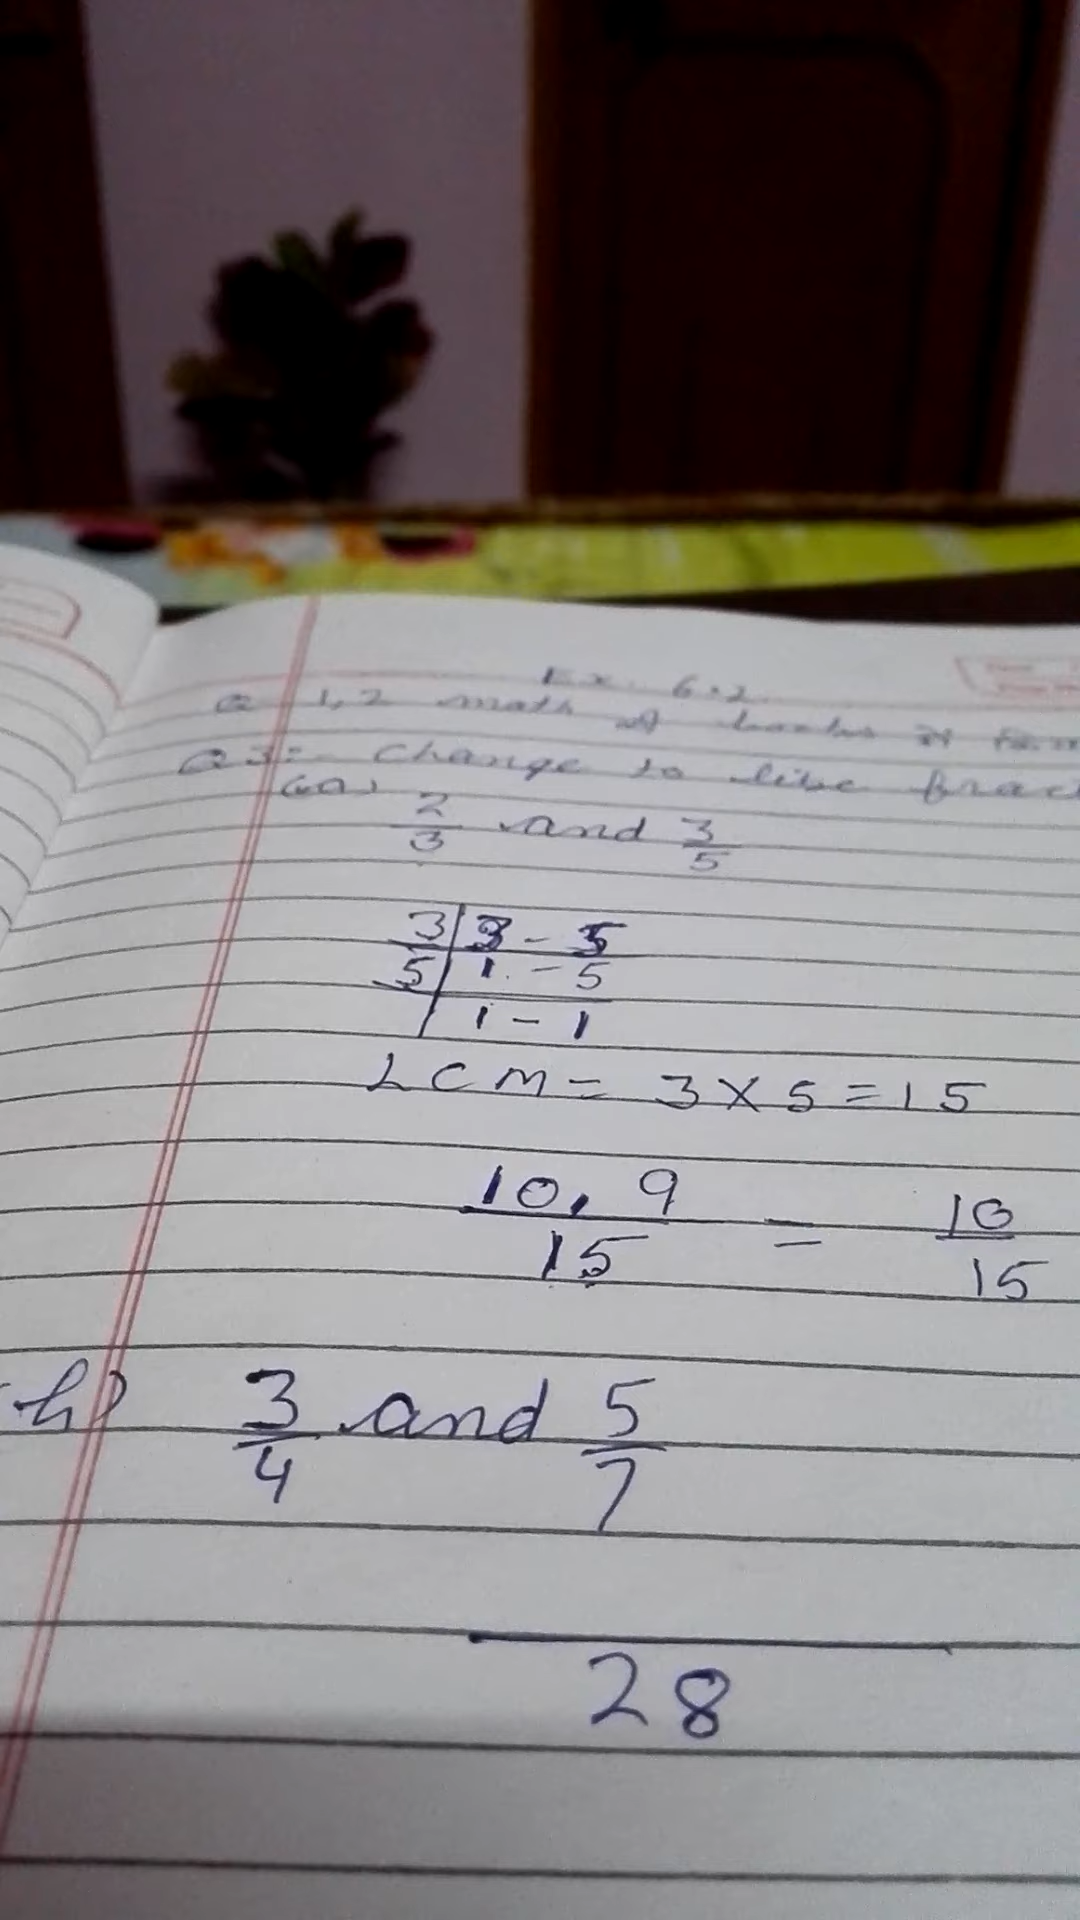 Ex. 6.2
Q 1, 2 math
Q3:- Change to like frac
(a)
2/3 and 3/5
3 | 3 - 5
5 | 1 - 5
| 1 - 1
LCM = 3 × 5 = 15
10, 9 / 15 = 10 / 15
3/4 and 5/7
28